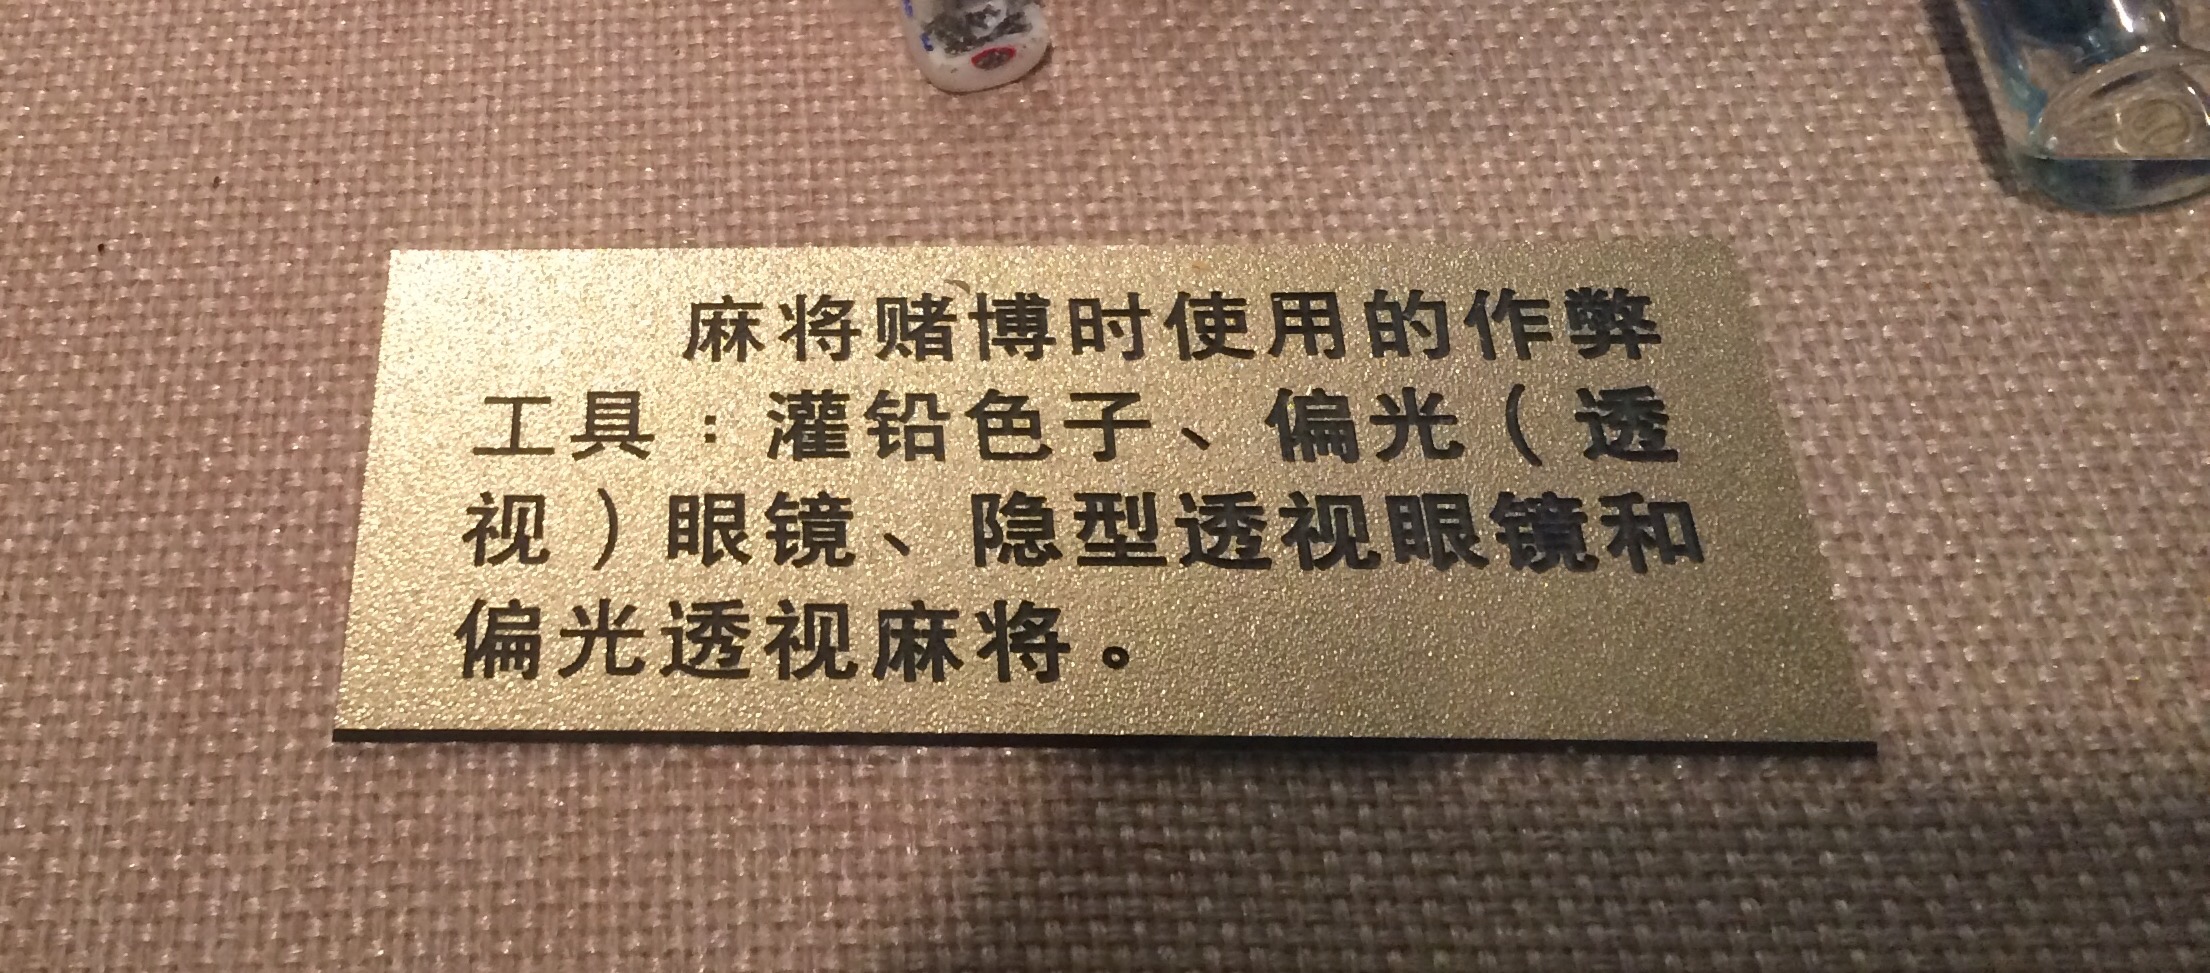 麻将赌博时使用的作弊
工具：灌铅色子、偏光（透
视）眼镜、隐型透视眼镜和
偏光透视麻将。